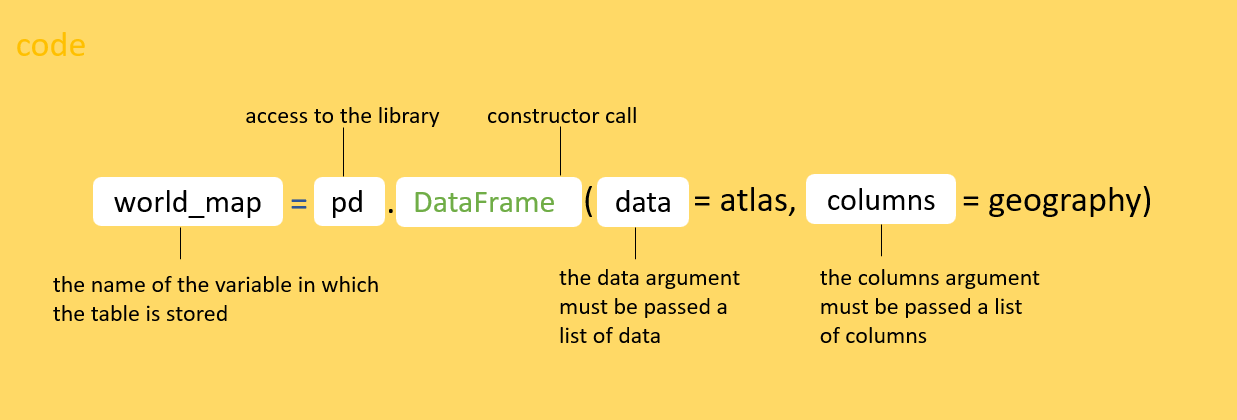 code
access to the library
constructor call
world_map = pd . DataFrame ( data = atlas, columns = geography)
the name of the variable in which
the table is stored
the data argument
must be passed a
list of data
the columns argument
must be passed a list
of columns